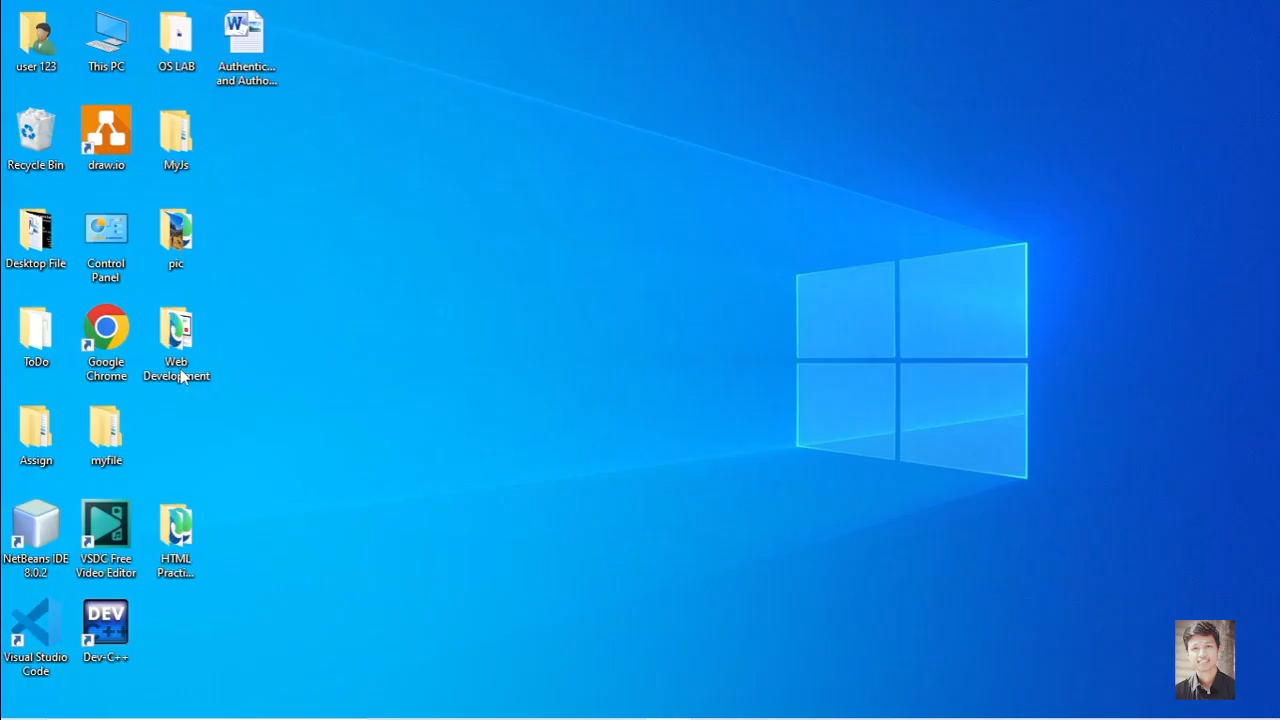 user 123
This PC
OS LAB
Authentic...
and Autho...
Recycle Bin
draw.io
MyJs
Desktop File
Control
Panel
pic
ToDo
Google
Chrome
Web
Development
Assign
myfile
NetBeans IDE
8.0.2
VSDC Free
Video Editor
HTML
Practi...
Visual Studio
Code
DEV
C++
Dev-C++